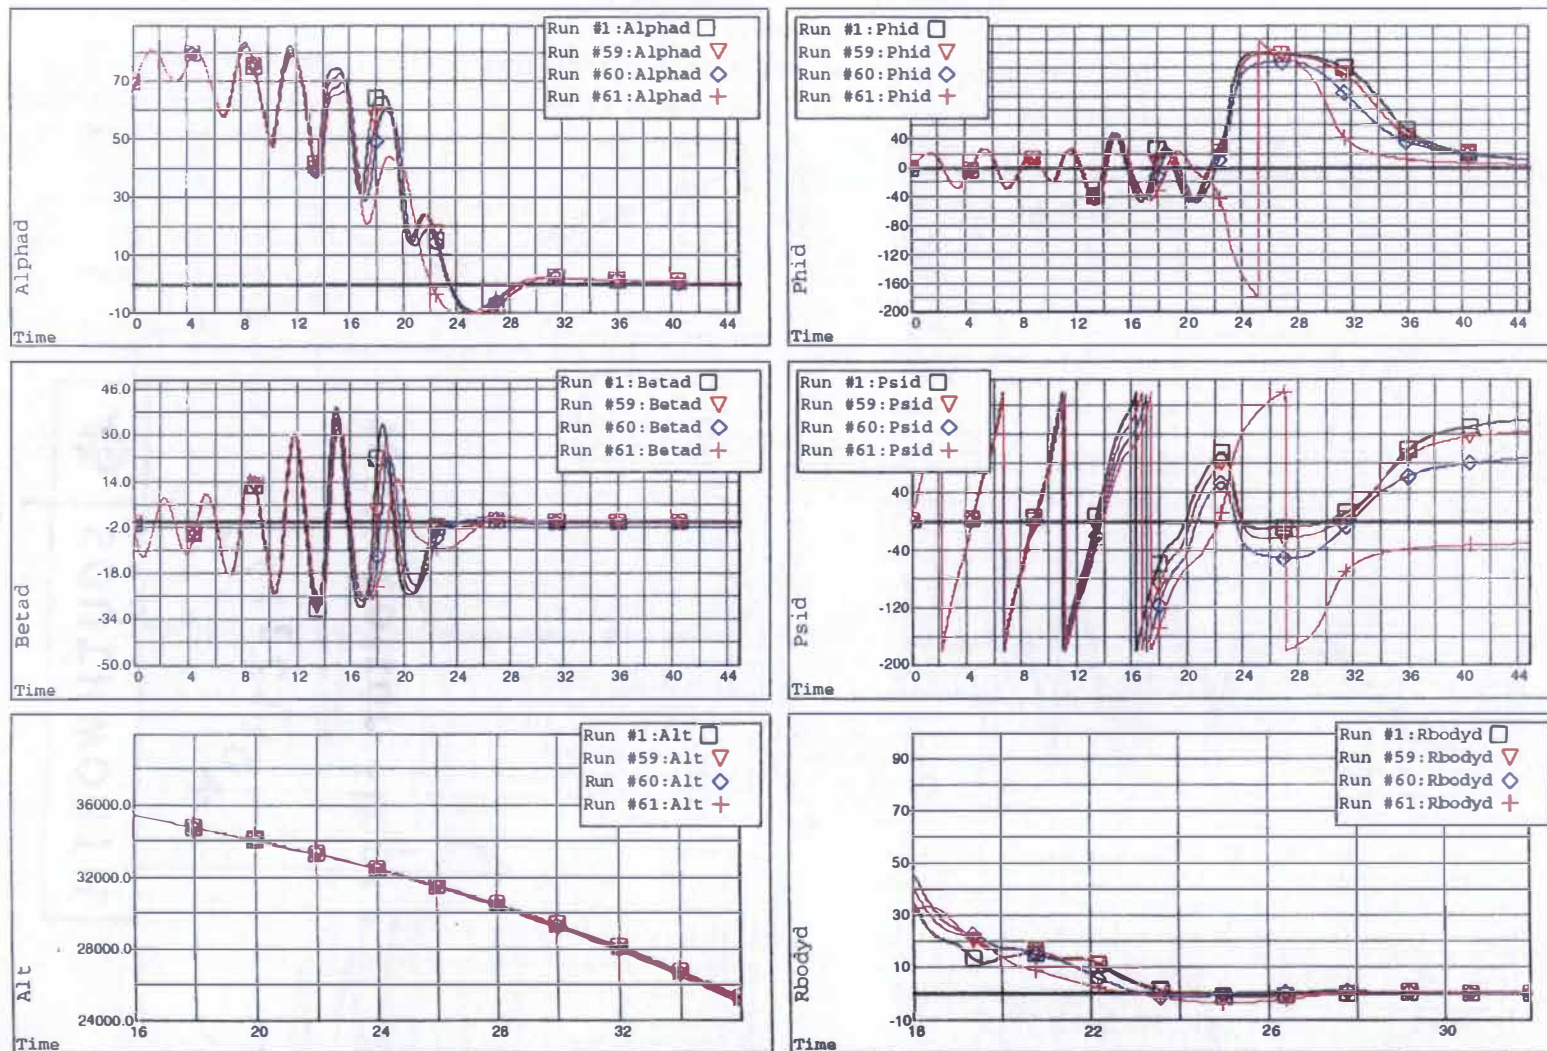 Run #1:Alphad
Run #59:Alphad
Run #60:Alphad
Run #61:Alphad
70
50
30
10
-10
0 4 8 12 16 20 24 28 32 36 40 44
Alphad
Time
Run #1:Phid
Run #59:Phid
Run #60:Phid
Run #61:Phid
40
0
-40
-80
-120
-160
-200
0 4 8 12 16 20 24 28 32 36 40 44
Phid
Time
Run #1:Betad
Run #59:Betad
Run #60:Betad
Run #61:Betad
46.0
30.0
14.0
-2.0
-18.0
-34.0
-50.0
0 4 8 12 16 20 24 28 32 36 40 44
Betad
Time
Run #1:Psid
Run #59:Psid
Run #60:Psid
Run #61:Psid
40
0
-40
-120
-200
0 4 8 12 16 20 24 28 32 36 40 44
Psid
Time
Run #1:Alt
Run #59:Alt
Run #60:Alt
Run #61:Alt
36000.0
32000.0
28000.0
24000.0
16 20 24 28 32
Alt
Time
Run #1:Rbodyd
Run #59:Rbodyd
Run #60:Rbodyd
Run #61:Rbodyd
90
70
50
30
10
-10
18 22 26 30
Rbodyd
Time